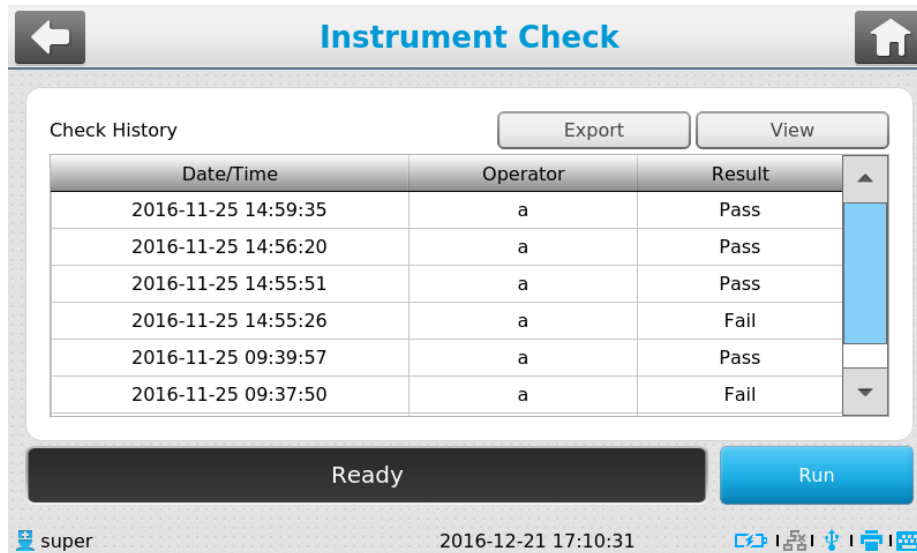 Instrument Check
Check History Export View
Date/Time Operator Result
2016-11-25 14:59:35 a Pass
2016-11-25 14:56:20 a Pass
2016-11-25 14:55:51 a Pass
2016-11-25 14:55:26 a Fail
2016-11-25 09:39:57 a Pass
2016-11-25 09:37:50 a Fail
Ready Run
super 2016-12-21 17:10:31